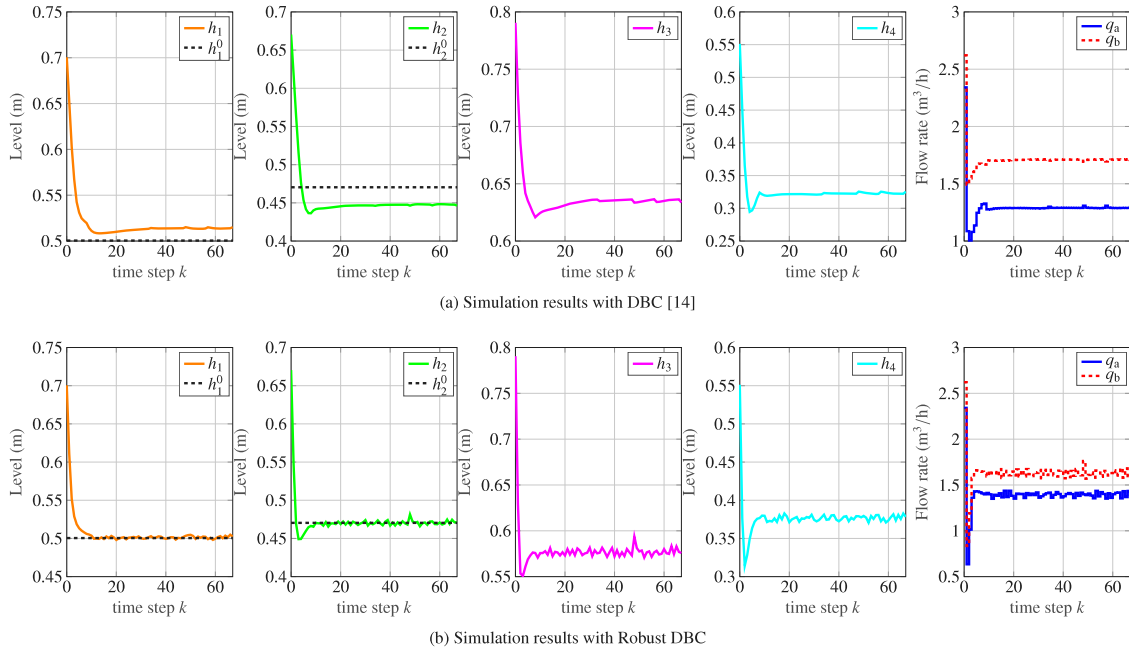 0.75
0.7
0.65
0.6
0.55
0.5
0 20 40 60
Level (m)
time step k
h1
h1^0
0.7
0.65
0.6
0.55
0.5
0.45
0.4
0 20 40 60
Level (m)
time step k
h2
h2^0
0.8
0.75
0.7
0.65
0.6
0 20 40 60
Level (m)
time step k
h3
0.6
0.55
0.5
0.45
0.4
0.35
0.3
0.25
0 20 40 60
Level (m)
time step k
h4
3
2.5
2
1.5
1
0 20 40 60
Flow rate (m³/h)
time step k
qa
qb
(a) Simulation results with DBC [14]
0.75
0.7
0.65
0.6
0.55
0.5
0.45
0 20 40 60
Level (m)
time step k
h1
h1^0
0.7
0.65
0.6
0.55
0.5
0.45
0.4
0 20 40 60
Level (m)
time step k
h2
h2^0
0.8
0.75
0.7
0.65
0.6
0.55
0 20 40 60
Level (m)
time step k
h3
0.6
0.55
0.5
0.45
0.4
0.35
0.3
0 20 40 60
Level (m)
time step k
h4
3
2.5
2
1.5
1
0.5
0 20 40 60
Flow rate (m³/h)
time step k
qa
qb
(b) Simulation results with Robust DBC